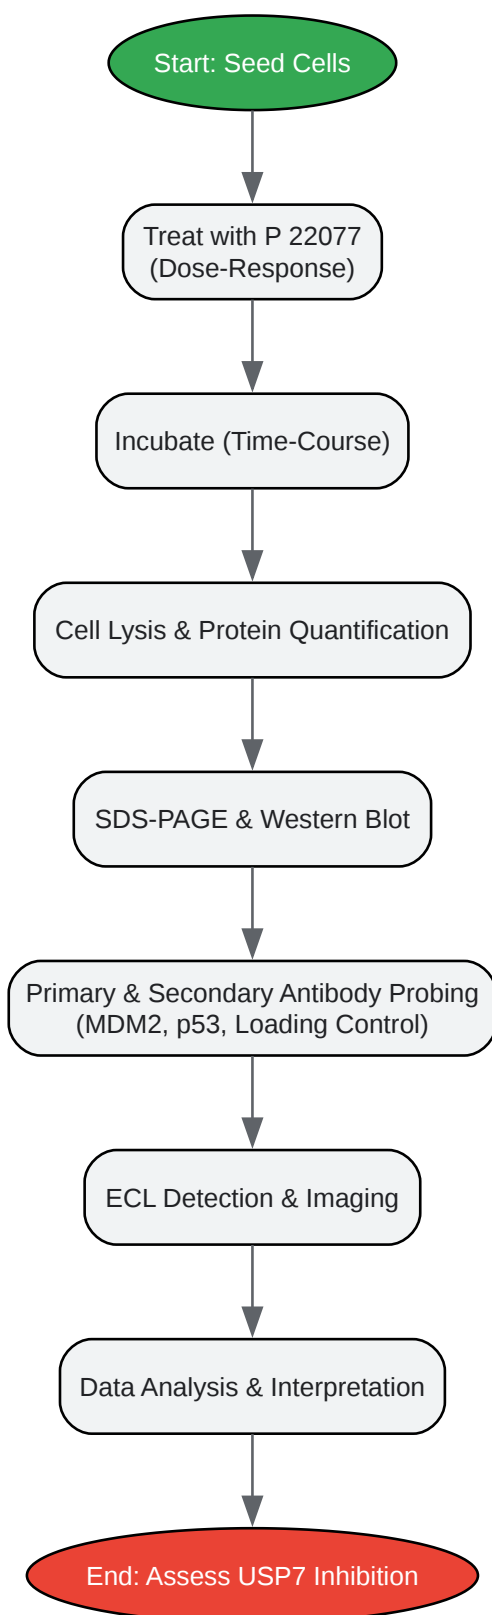 Start: Seed Cells
Treat with P 22077
(Dose-Response)
Incubate (Time-Course)
Cell Lysis & Protein Quantification
SDS-PAGE & Western Blot
Primary & Secondary Antibody Probing
(MDM2, p53, Loading Control)
ECL Detection & Imaging
Data Analysis & Interpretation
End: Assess USP7 Inhibition